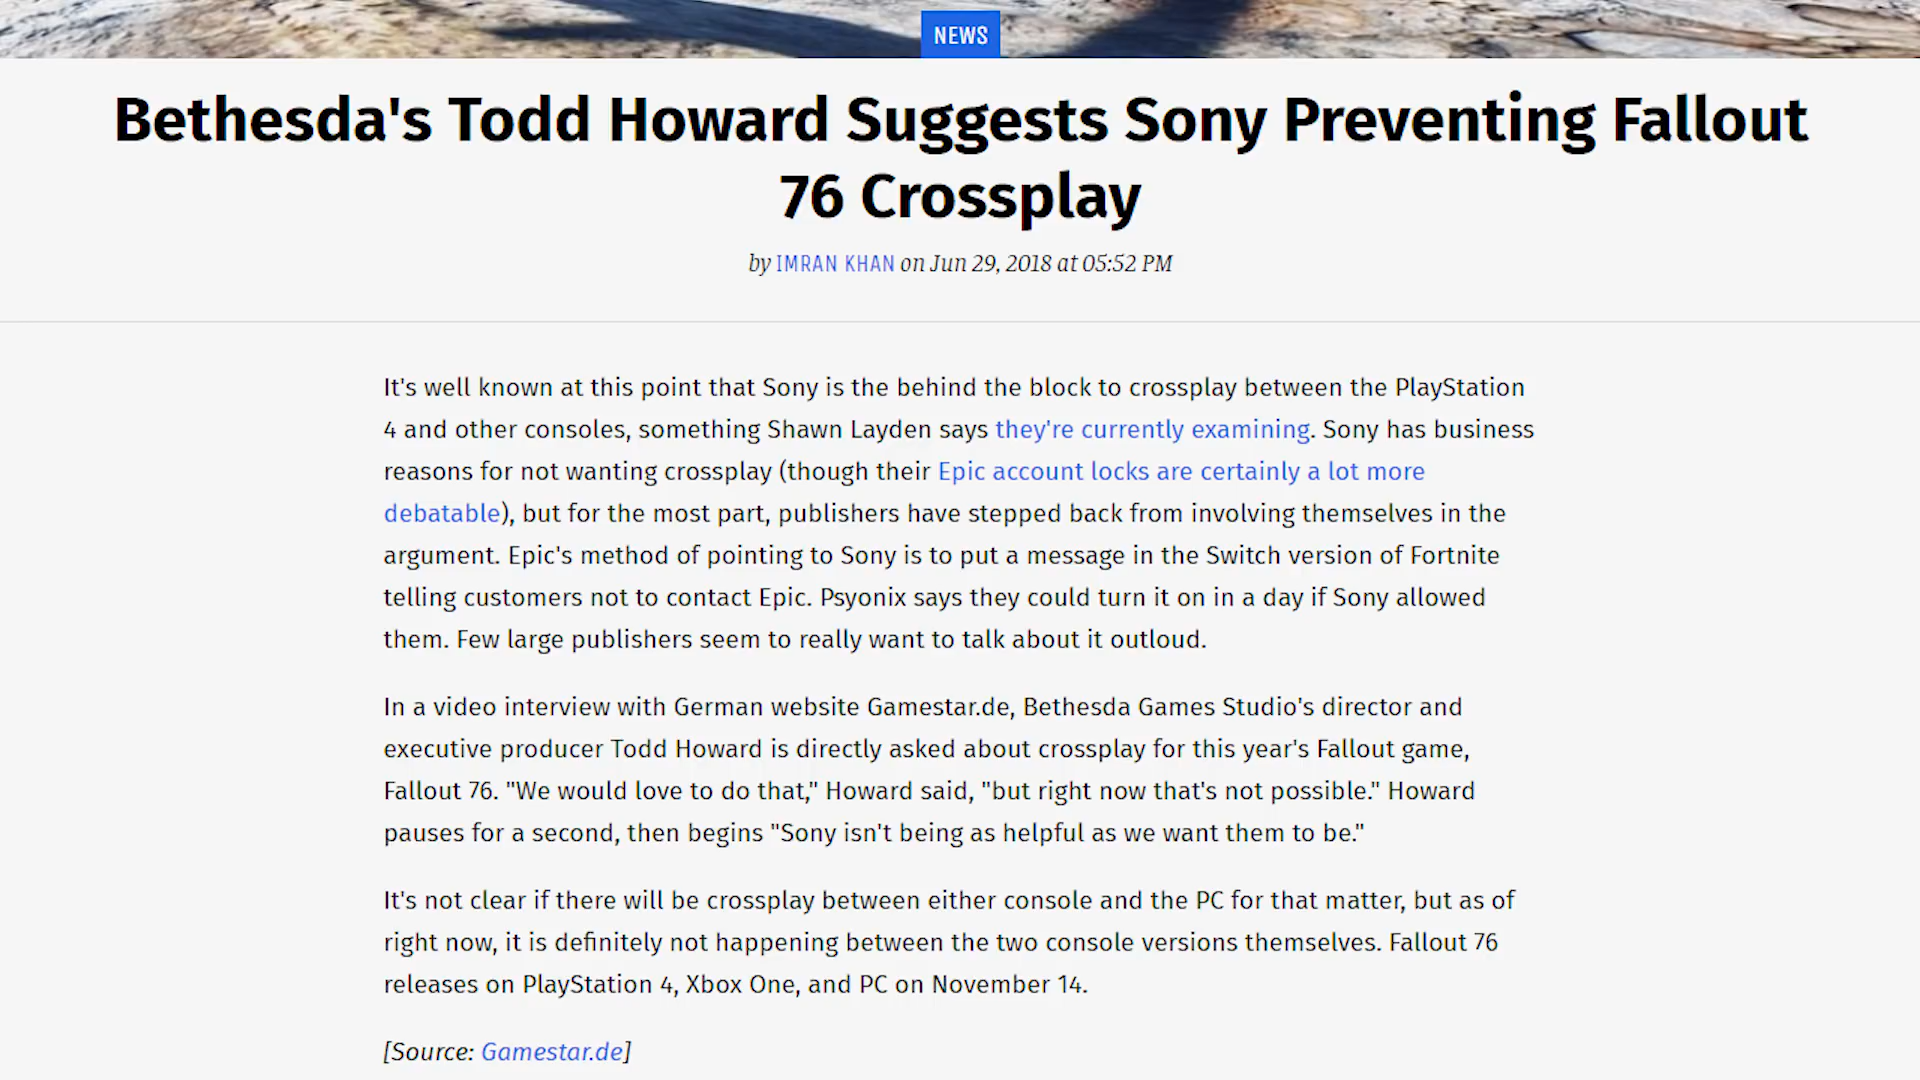 NEWS
Bethesda's Todd Howard Suggests Sony Preventing Fallout
76 Crossplay
by IMRAN KHAN on Jun 29, 2018 at 05:52 PM
It's well known at this point that Sony is the behind the block to crossplay between the PlayStation
4 and other consoles, something Shawn Layden says they're currently examining. Sony has business
reasons for not wanting crossplay (though their Epic account locks are certainly a lot more
debatable), but for the most part, publishers have stepped back from involving themselves in the
argument. Epic's method of pointing to Sony is to put a message in the Switch version of Fortnite
telling customers not to contact Epic. Psyonix says they could turn it on in a day if Sony allowed
them. Few large publishers seem to really want to talk about it outloud.
In a video interview with German website Gamestar.de, Bethesda Games Studio's director and
executive producer Todd Howard is directly asked about crossplay for this year's Fallout game,
Fallout 76. "We would love to do that," Howard said, "but right now that's not possible." Howard
pauses for a second, then begins "Sony isn't being as helpful as we want them to be."
It's not clear if there will be crossplay between either console and the PC for that matter, but as of
right now, it is definitely not happening between the two console versions themselves. Fallout 76
releases on PlayStation 4, Xbox One, and PC on November 14.
[Source: Gamestar.de]